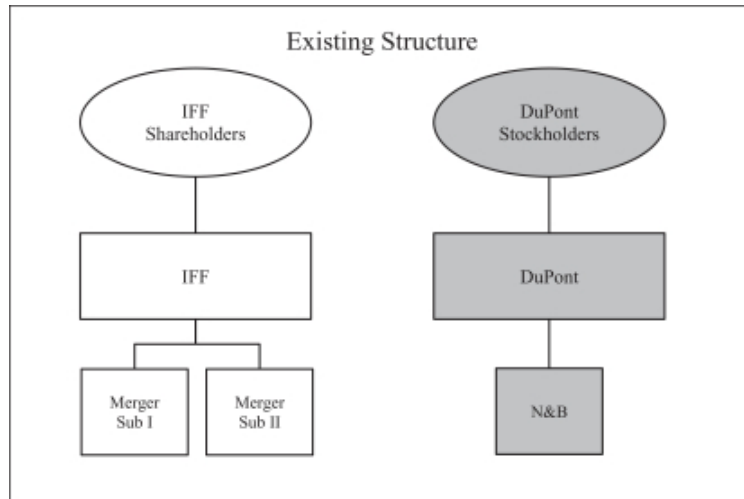 Existing Structure
IFF
Shareholders
DuPont
Stockholders
IFF
DuPont
Merger
Sub I
Merger
Sub II
N&B